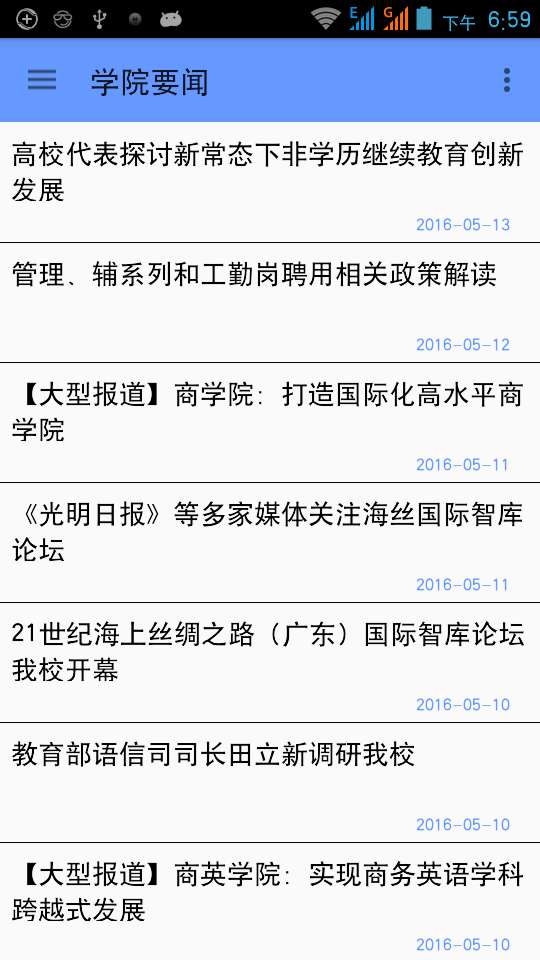 E G 下午 6:59
学院要闻
高校代表探讨新常态下非学历继续教育创新
发展
2016-05-13
管理、辅系列和工勤岗聘用相关政策解读
2016-05-12
【大型报道】商学院：打造国际化高水平商
学院
2016-05-11
《光明日报》等多家媒体关注海丝国际智库
论坛
2016-05-11
21世纪海上丝绸之路（广东）国际智库论坛
我校开幕
2016-05-10
教育部语信司司长田立新调研我校
2016-05-10
【大型报道】商英学院：实现商务英语学科
跨越式发展
2016-05-10